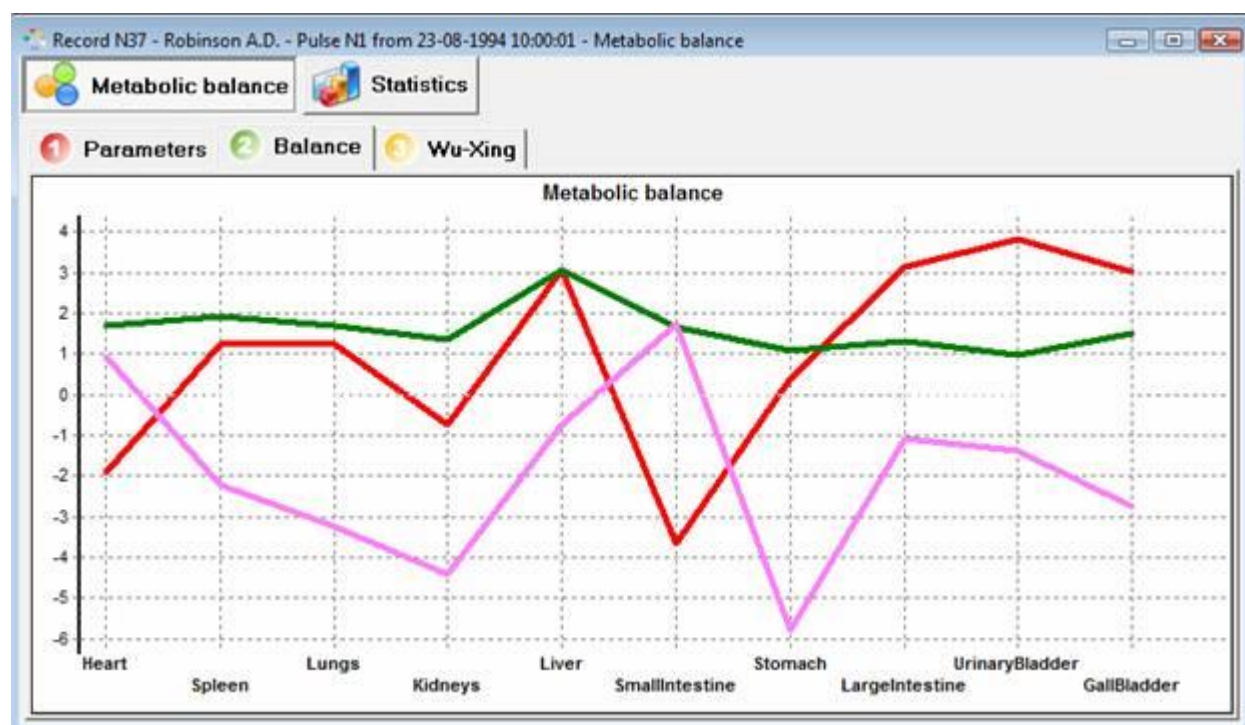 Record N37 - Robinson A.D. - Pulse N1 from 23-08-1994 10:00:01 - Metabolic balance
Metabolic balance Statistics
1 Parameters 2 Balance 3 Wu-Xing
Metabolic balance
4
3
2
1
0
-1
-2
-3
-4
-5
-6
Heart Lungs Liver Stomach UrinaryBladder
Spleen Kidneys SmallIntestine LargeIntestine GallBladder